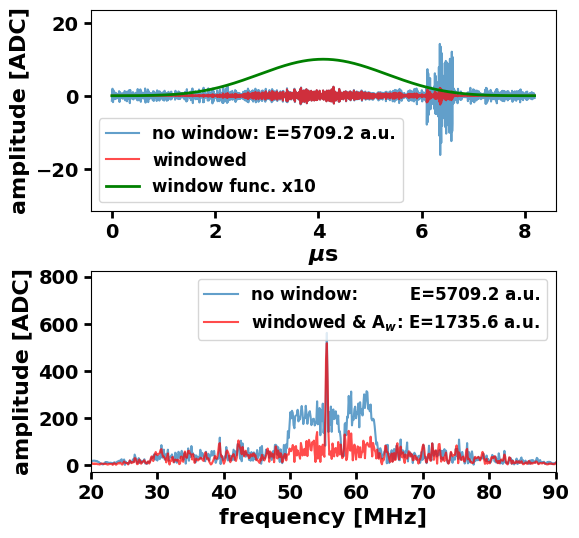 amplitude [ADC]
20
0
−20
no window: E=5709.2 a.u.
windowed
window func. x10
0 2 4 6 8
μs
amplitude [ADC]
800
600
400
200
0
no window: E=5709.2 a.u.
windowed & A_w: E=1735.6 a.u.
20 30 40 50 60 70 80 90
frequency [MHz]